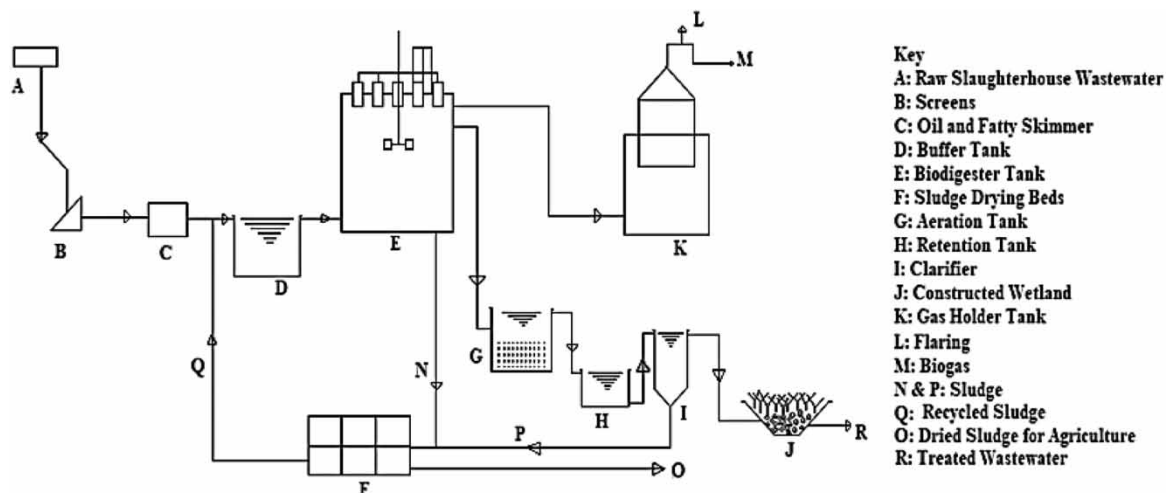 L
M
A
E
K
B
C
D
G
H
I
J
R
N
Q
P
O
F
Key
A: Raw Slaughterhouse Wastewater
B: Screens
C: Oil and Fatty Skimmer
D: Buffer Tank
E: Biodigester Tank
F: Sludge Drying Beds
G: Aeration Tank
H: Retention Tank
I: Clarifier
J: Constructed Wetland
K: Gas Holder Tank
L: Flaring
M: Biogas
N & P: Sludge
Q: Recycled Sludge
O: Dried Sludge for Agriculture
R: Treated Wastewater